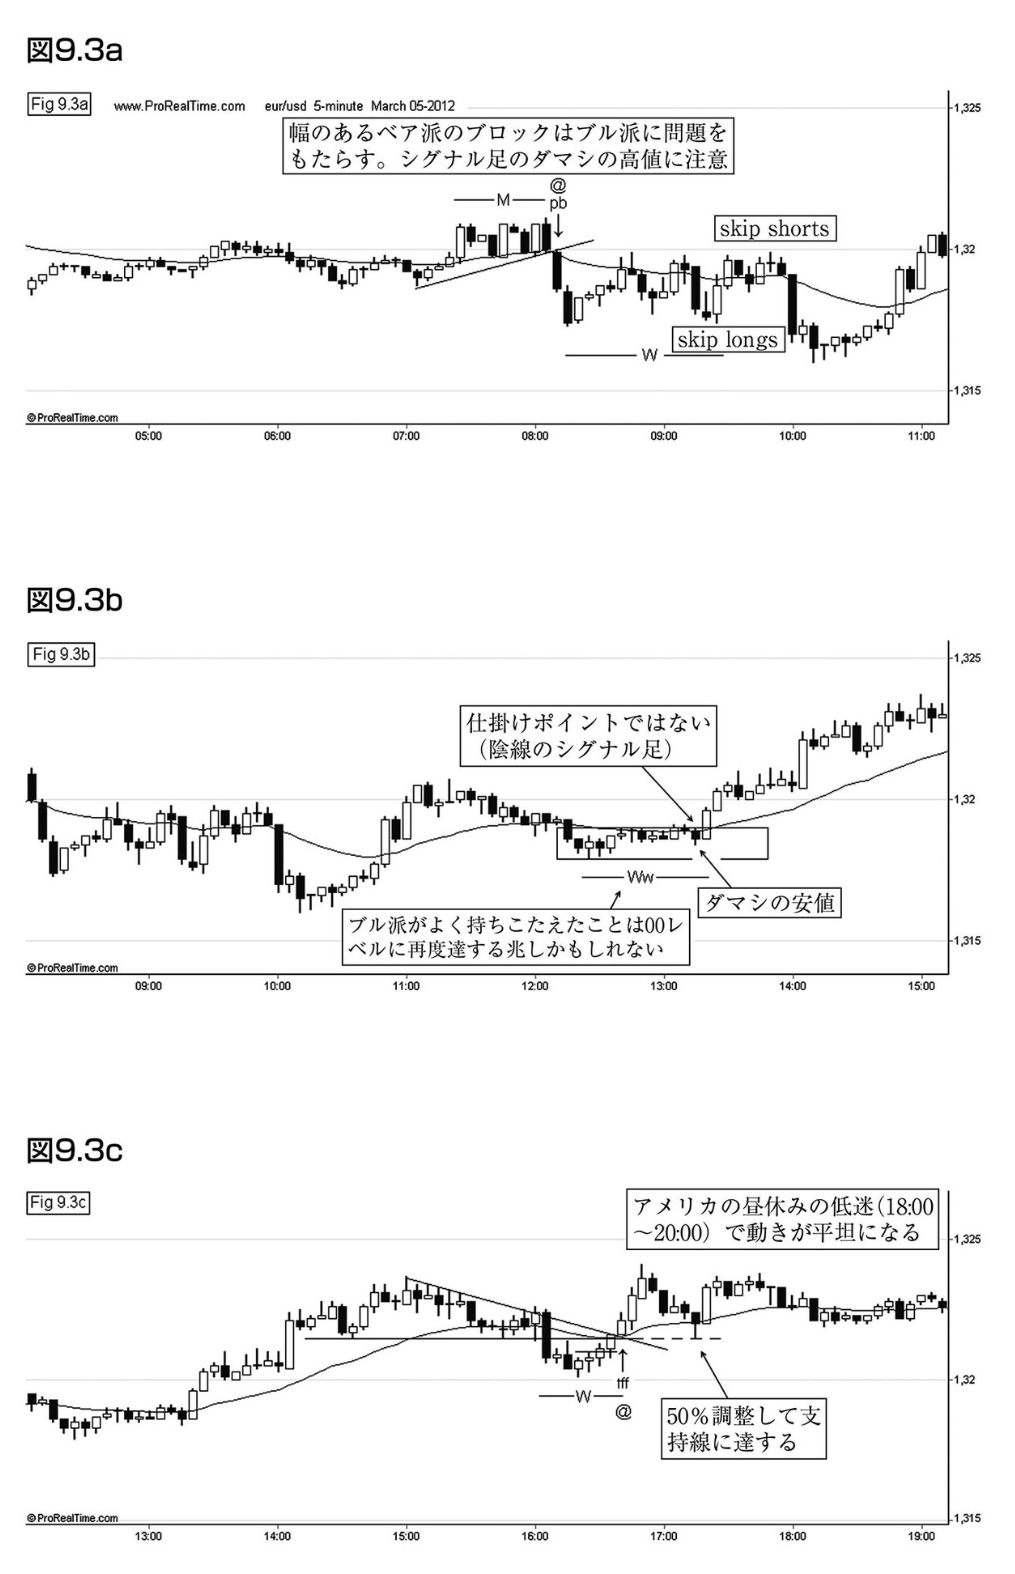 図9.3a
Fig 9.3a
www.ProRealTime.com eur/usd 5-minute March 05-2012
1,325
幅のあるベア派のブロックはブル派に問題を
もたらす。シグナル足のダマシの高値に注意
@
M
pb
skip shorts
1,32
skip longs
W
1,315
©ProRealTime.com
05:00 06:00 07:00 08:00 09:00 10:00 11:00
図9.3b
Fig 9.3b
1,325
仕掛けポイントではない
（陰線のシグナル足）
1,32
Ww
ダマシの安値
ブル派がよく持ちこたえたことは00レ
ベルに再度達する兆しかもしれない
1,315
©ProRealTime.com
09:00 10:00 11:00 12:00 13:00 14:00 15:00
図9.3c
Fig 9.3c
アメリカの昼休みの低迷（18:00
～20:00）で動きが平坦になる
1,325
1,32
tff
W
@
50％調整して支
持線に達する
1,315
©ProRealTime.com
13:00 14:00 15:00 16:00 17:00 18:00 19:00